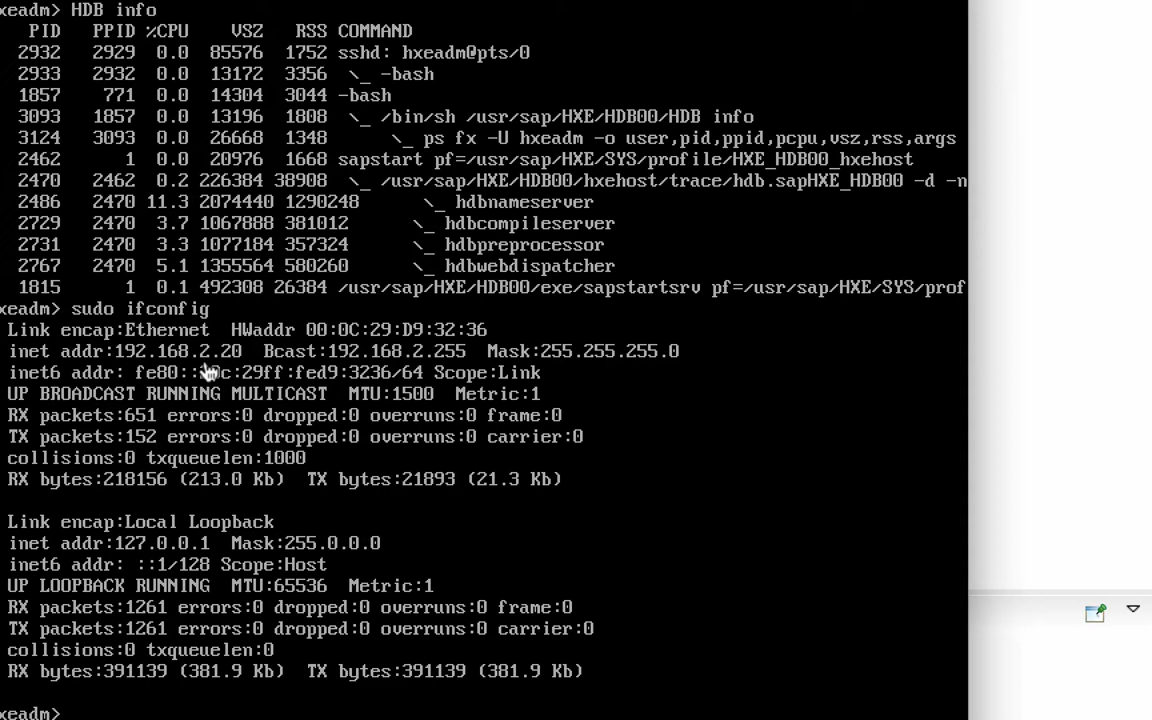 xeadm> HDB info
PID PPID %CPU VSZ RSS COMMAND
2932 2929 0.0 85576 1752 sshd: hxeadm@pts/0
2933 2932 0.0 13172 3356 \_ -bash
1857 771 0.0 14304 3044 -bash
3093 1857 0.0 13196 1808 \_ /bin/sh /usr/sap/HXE/HDB00/HDB info
3124 3093 0.0 26668 1348 \_ ps fx -U hxeadm -o user,pid,ppid,pcpu,vsz,rss,args
2462 1 0.0 20976 1668 sapstart pf=/usr/sap/HXE/SYS/profile/HXE_HDB00_hxehost
2470 2462 0.2 226384 38908 \_ /usr/sap/HXE/HDB00/hxehost/trace/hdb.sapHXE_HDB00 -d -n
2486 2470 11.3 2074440 1290248 \_ hdbnameserver
2729 2470 3.7 1067888 381012 \_ hdbcompileserver
2731 2470 3.3 1077184 357324 \_ hdbpreprocessor
2767 2470 5.1 1355564 580260 \_ hdbwebdispatcher
1815 1 0.1 492308 26384 /usr/sap/HXE/HDB00/exe/sapstartsrv pf=/usr/sap/HXE/SYS/prof
xeadm> sudo ifconfig
Link encap:Ethernet HWaddr 00:0C:29:D9:32:36
inet addr:192.168.2.20 Bcast:192.168.2.255 Mask:255.255.255.0
inet6 addr: fe80::c:29ff:fed9:3236/64 Scope:Link
UP BROADCAST RUNNING MULTICAST MTU:1500 Metric:1
RX packets:651 errors:0 dropped:0 overruns:0 frame:0
TX packets:152 errors:0 dropped:0 overruns:0 carrier:0
collisions:0 txqueuelen:1000
RX bytes:218156 (213.0 Kb) TX bytes:21893 (21.3 Kb)
Link encap:Local Loopback
inet addr:127.0.0.1 Mask:255.0.0.0
inet6 addr: ::1/128 Scope:Host
UP LOOPBACK RUNNING MTU:65536 Metric:1
RX packets:1261 errors:0 dropped:0 overruns:0 frame:0
TX packets:1261 errors:0 dropped:0 overruns:0 carrier:0
collisions:0 txqueuelen:0
RX bytes:391139 (381.9 Kb) TX bytes:391139 (381.9 Kb)
xeadm>